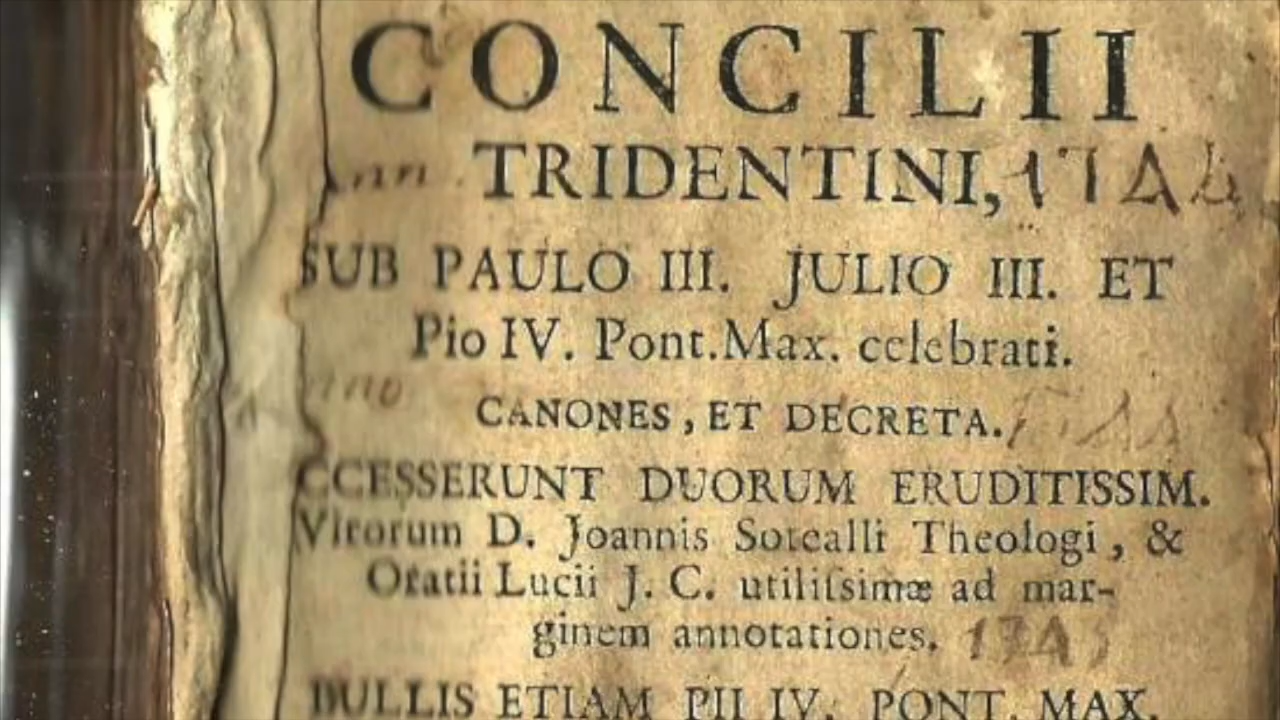 CONCILII
TRIDENTINI,
SUB PAULO III. JULIO III. ET
Pio IV. Pont.Max. celebrati.
CANONES, ET DECRETA.
CCESSERUNT DUORUM ERUDITISSIM.
Virorum D. Joannis Sotealli Theologi, &
Oratii Lucii J. C. utilissimæ ad mar-
ginem annotationes.
BULLIS ETIAM PII IV. PONT. MAX.